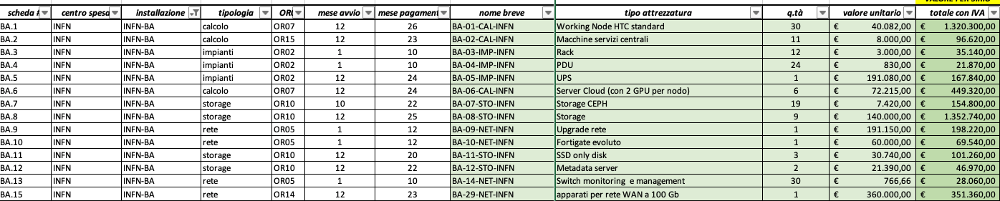 scheda # centro spesa installazione tipologia OR mese avvio mese pagament nome breve tipo attrezzatura q.tà valore unitario totale con IVA
BA.1 INFN INFN-BA calcolo OR07 12 26 BA-01-CAL-INFN Working Node HTC standard 30 € 40.082,00 € 1.320.300,00
BA.2 INFN INFN-BA calcolo OR15 12 23 BA-02-CAL-INFN Macchine servizi centrali 11 € 8.000,00 € 96.620,00
BA.3 INFN INFN-BA impianti OR02 1 10 BA-03-IMP-INFN Rack 12 € 3.000,00 € 35.140,00
BA.4 INFN INFN-BA impianti OR02 1 10 BA-04-IMP-INFN PDU 24 € 830,00 € 21.870,00
BA.5 INFN INFN-BA impianti OR02 12 24 BA-05-IMP-INFN UPS 1 € 191.080,00 € 167.840,00
BA.6 INFN INFN-BA calcolo OR07 12 24 BA-06-CAL-INFN Server Cloud (con 2 GPU per nodo) 6 € 72.215,00 € 449.320,00
BA.7 INFN INFN-BA storage OR10 10 22 BA-07-STO-INFN Storage CEPH 19 € 7.420,00 € 154.800,00
BA.8 INFN INFN-BA storage OR10 12 25 BA-08-STO-INFN Storage 9 € 140.000,00 € 1.352.740,00
BA.9 INFN INFN-BA rete OR05 1 12 BA-09-NET-INFN Upgrade rete 1 € 191.150,00 € 198.220,00
BA.10 INFN INFN-BA rete OR05 1 12 BA-10-NET-INFN Fortigate evoluto 1 € 60.000,00 € 69.540,00
BA.11 INFN INFN-BA storage OR10 12 20 BA-11-STO-INFN SSD only disk 3 € 30.740,00 € 101.260,00
BA.12 INFN INFN-BA storage OR10 12 22 BA-12-STO-INFN Metadata server 2 € 21.390,00 € 46.970,00
BA.13 INFN INFN-BA rete OR05 1 10 BA-14-NET-INFN Switch monitoring e management 30 € 766,66 € 28.060,00
BA.15 INFN INFN-BA rete OR14 12 23 BA-29-NET-INFN apparati per rete WAN a 100 Gb 1 € 360.000,00 € 351.360,00